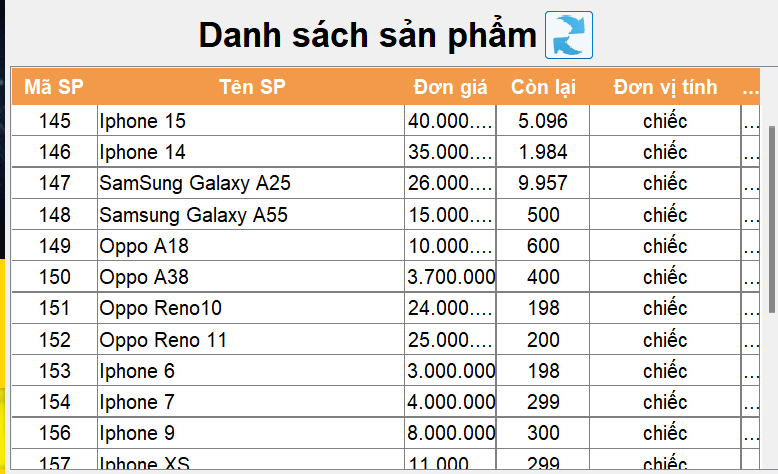 Danh sách sản phẩm
Mã SP Tên SP Đơn giá Còn lại Đơn vị tính ...
145 Iphone 15 40.000.... 5.096 chiếc ...
146 Iphone 14 35.000.... 1.984 chiếc ...
147 SamSung Galaxy A25 26.000.... 9.957 chiếc ...
148 Samsung Galaxy A55 15.000.... 500 chiếc ...
149 Oppo A18 10.000.... 600 chiếc ...
150 Oppo A38 3.700.000 400 chiếc ...
151 Oppo Reno10 24.000.... 198 chiếc ...
152 Oppo Reno 11 25.000.... 200 chiếc ...
153 Iphone 6 3.000.000 198 chiếc ...
154 Iphone 7 4.000.000 299 chiếc ...
156 Iphone 9 8.000.000 300 chiếc ...
157 Iphone XS 11.000.... 299 chiếc ...